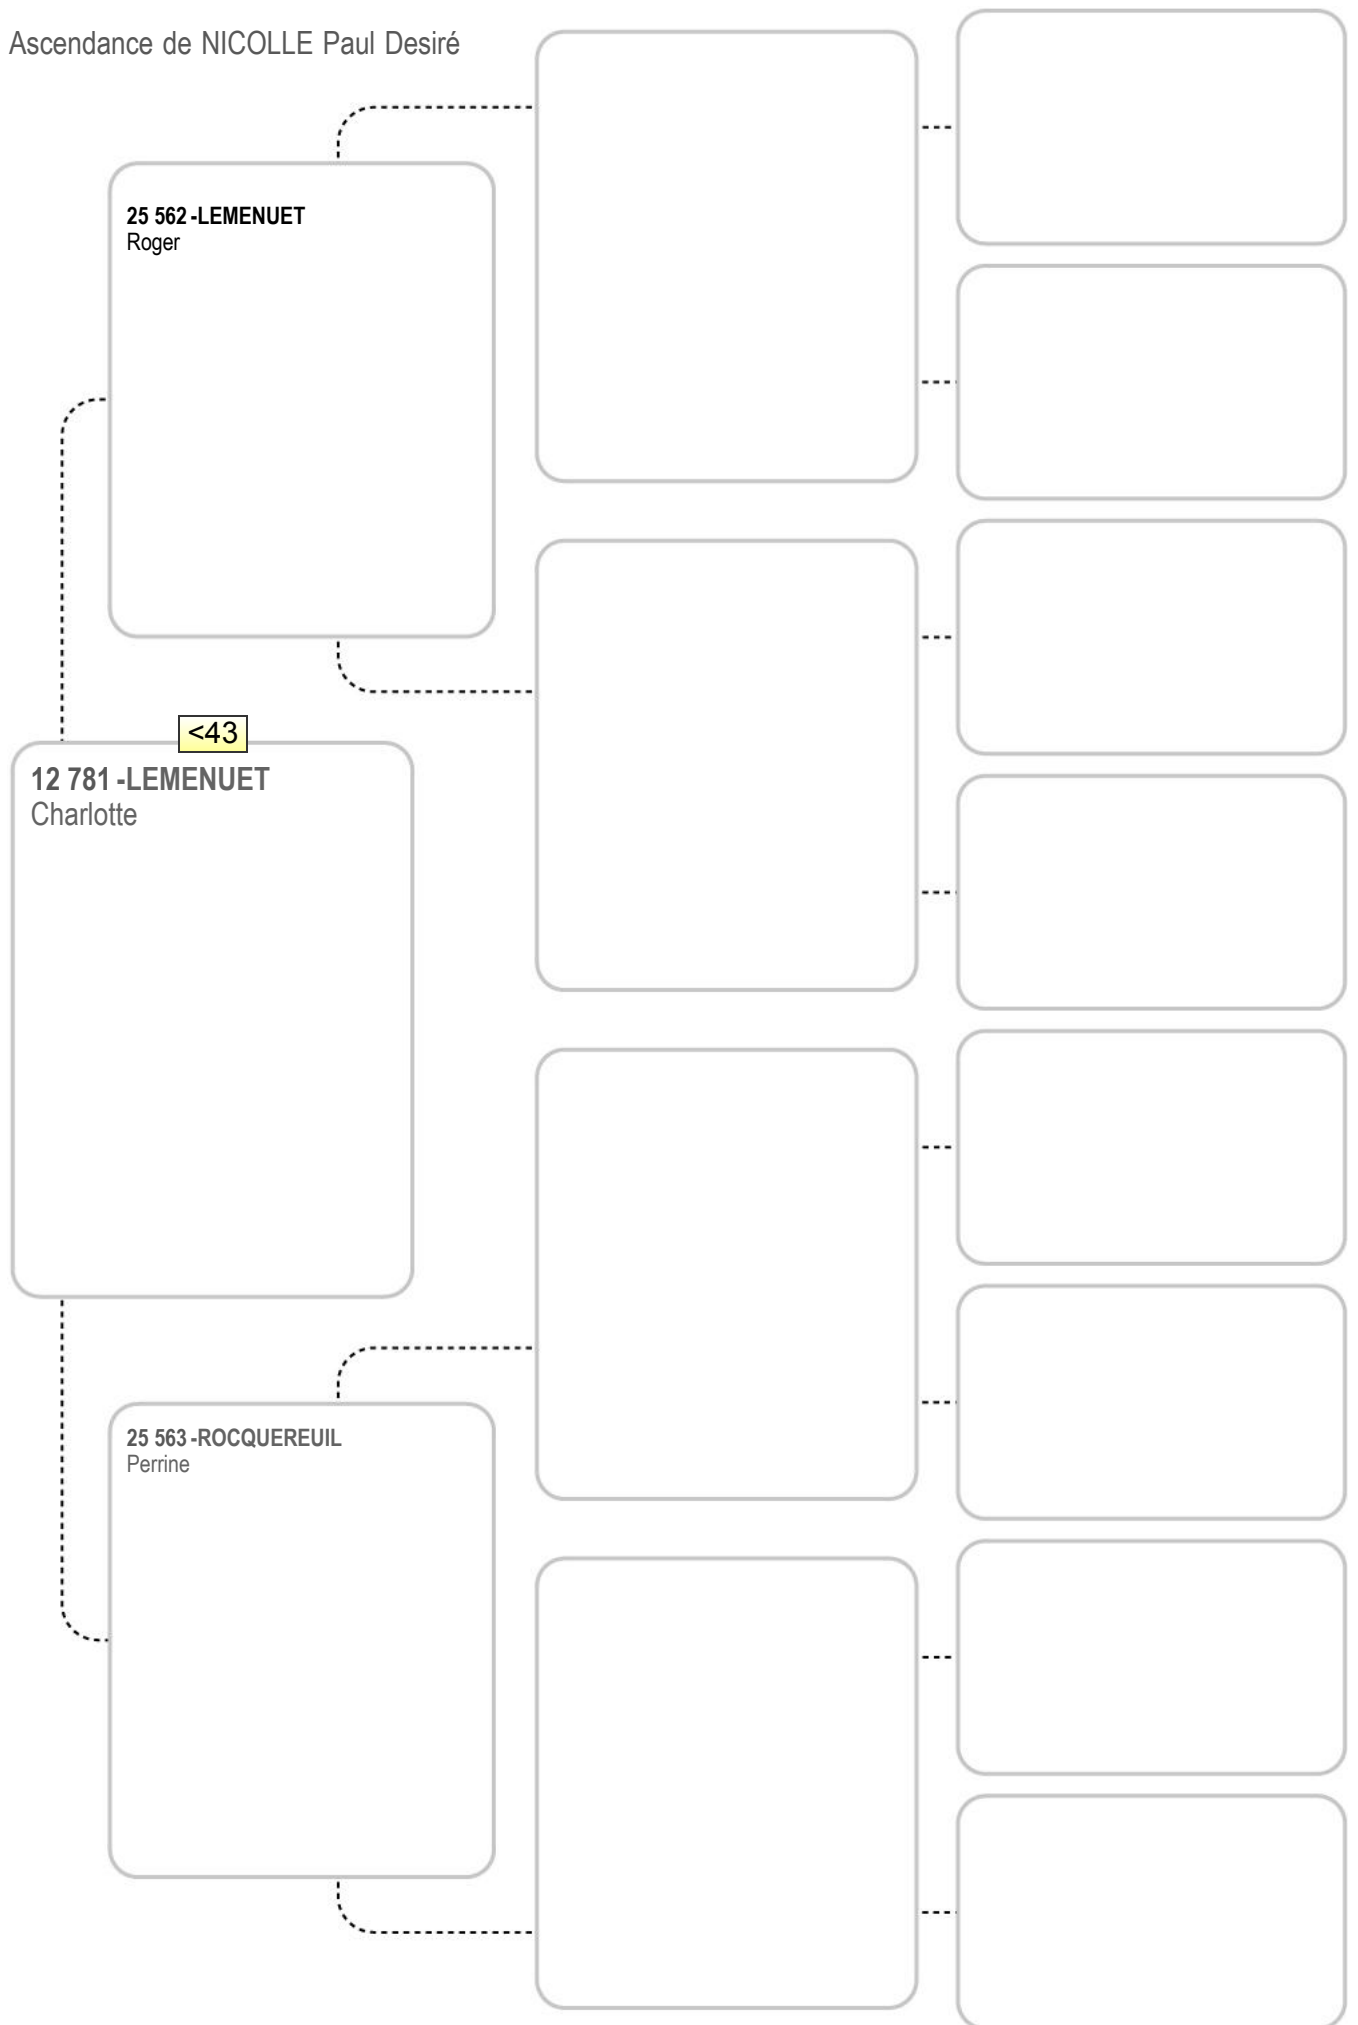 Ascendance de NICOLLE Paul Desiré
25 562 -LEMENUET
Roger
<43
12 781 -LEMENUET
Charlotte
25 563 -ROCQUEREUIL
Perrine